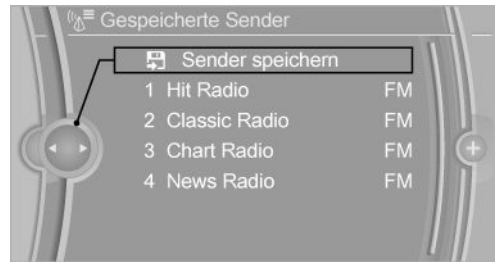 Gespeicherte Sender
Sender speichern
1 Hit Radio FM
2 Classic Radio FM
3 Chart Radio FM
4 News Radio FM